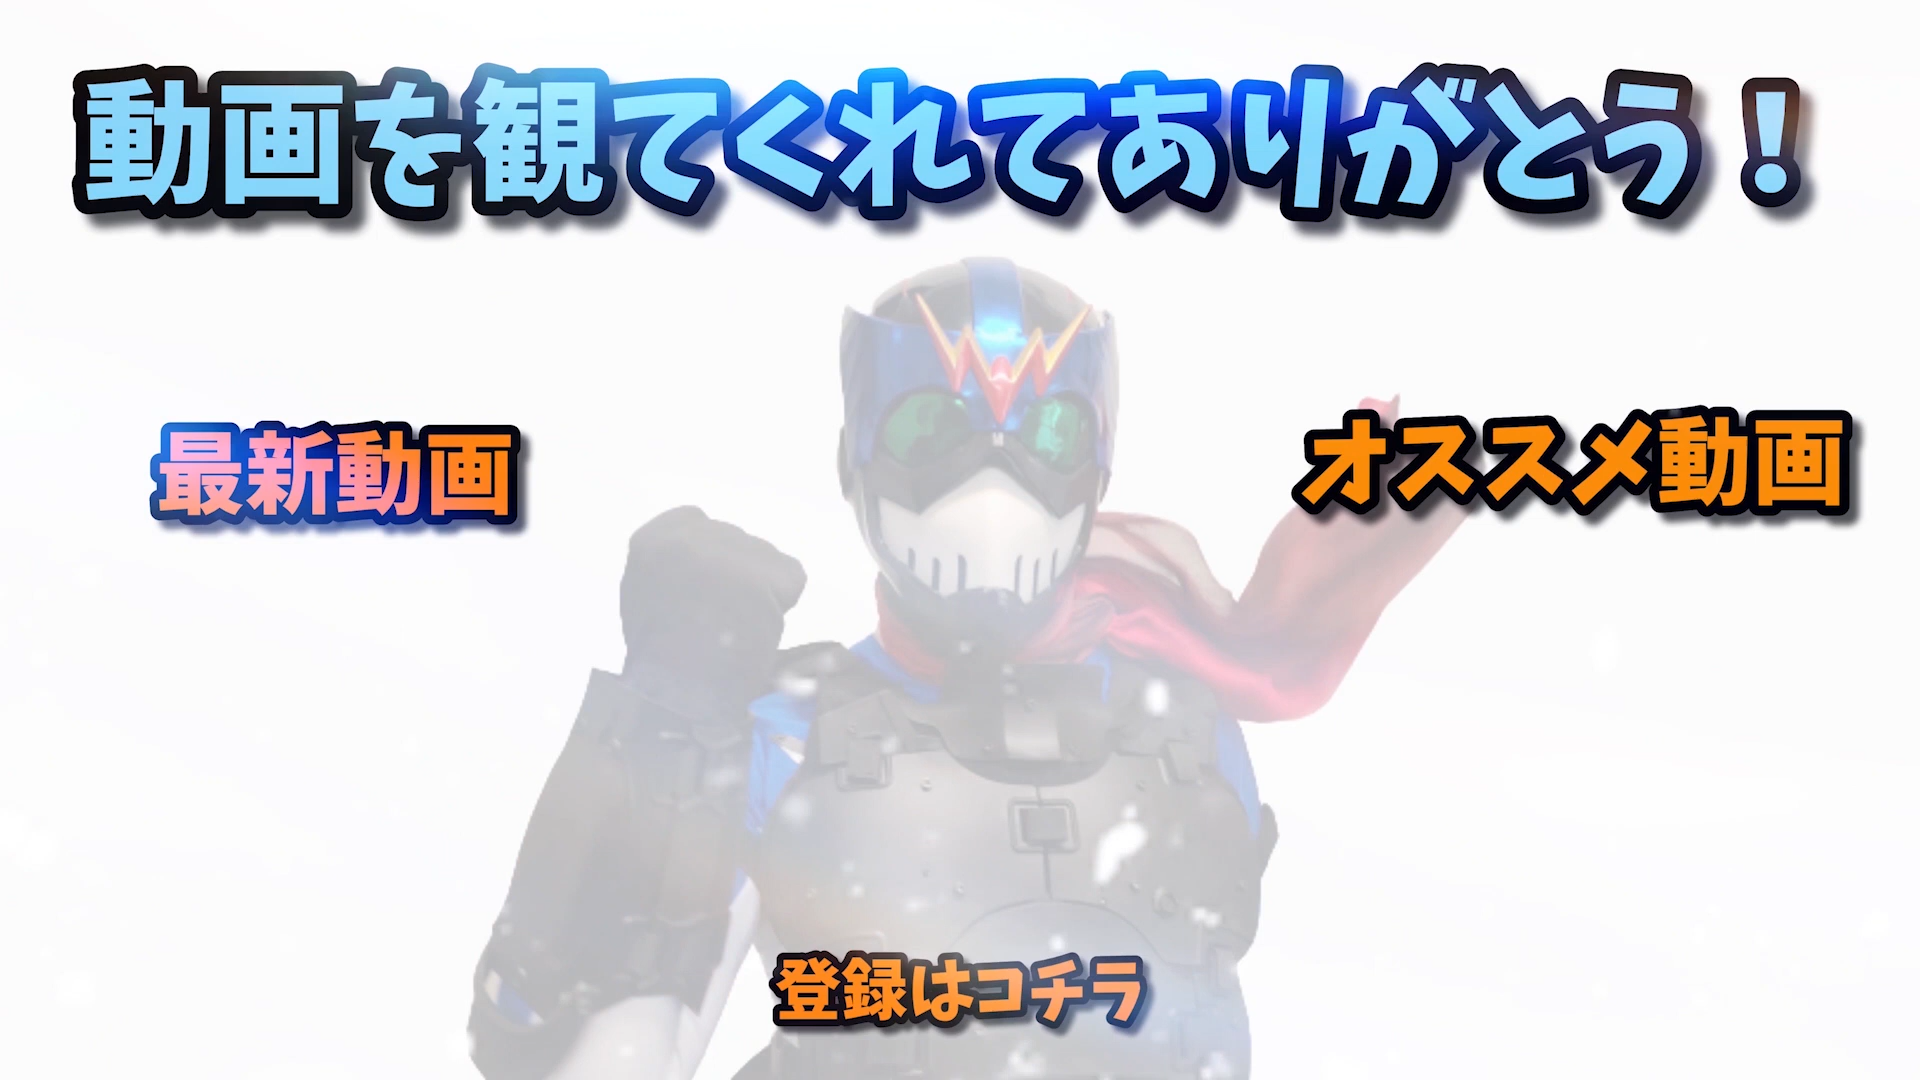 動画を観てくれてありがとう！
最新動画
オススメ動画
登録はコチラ